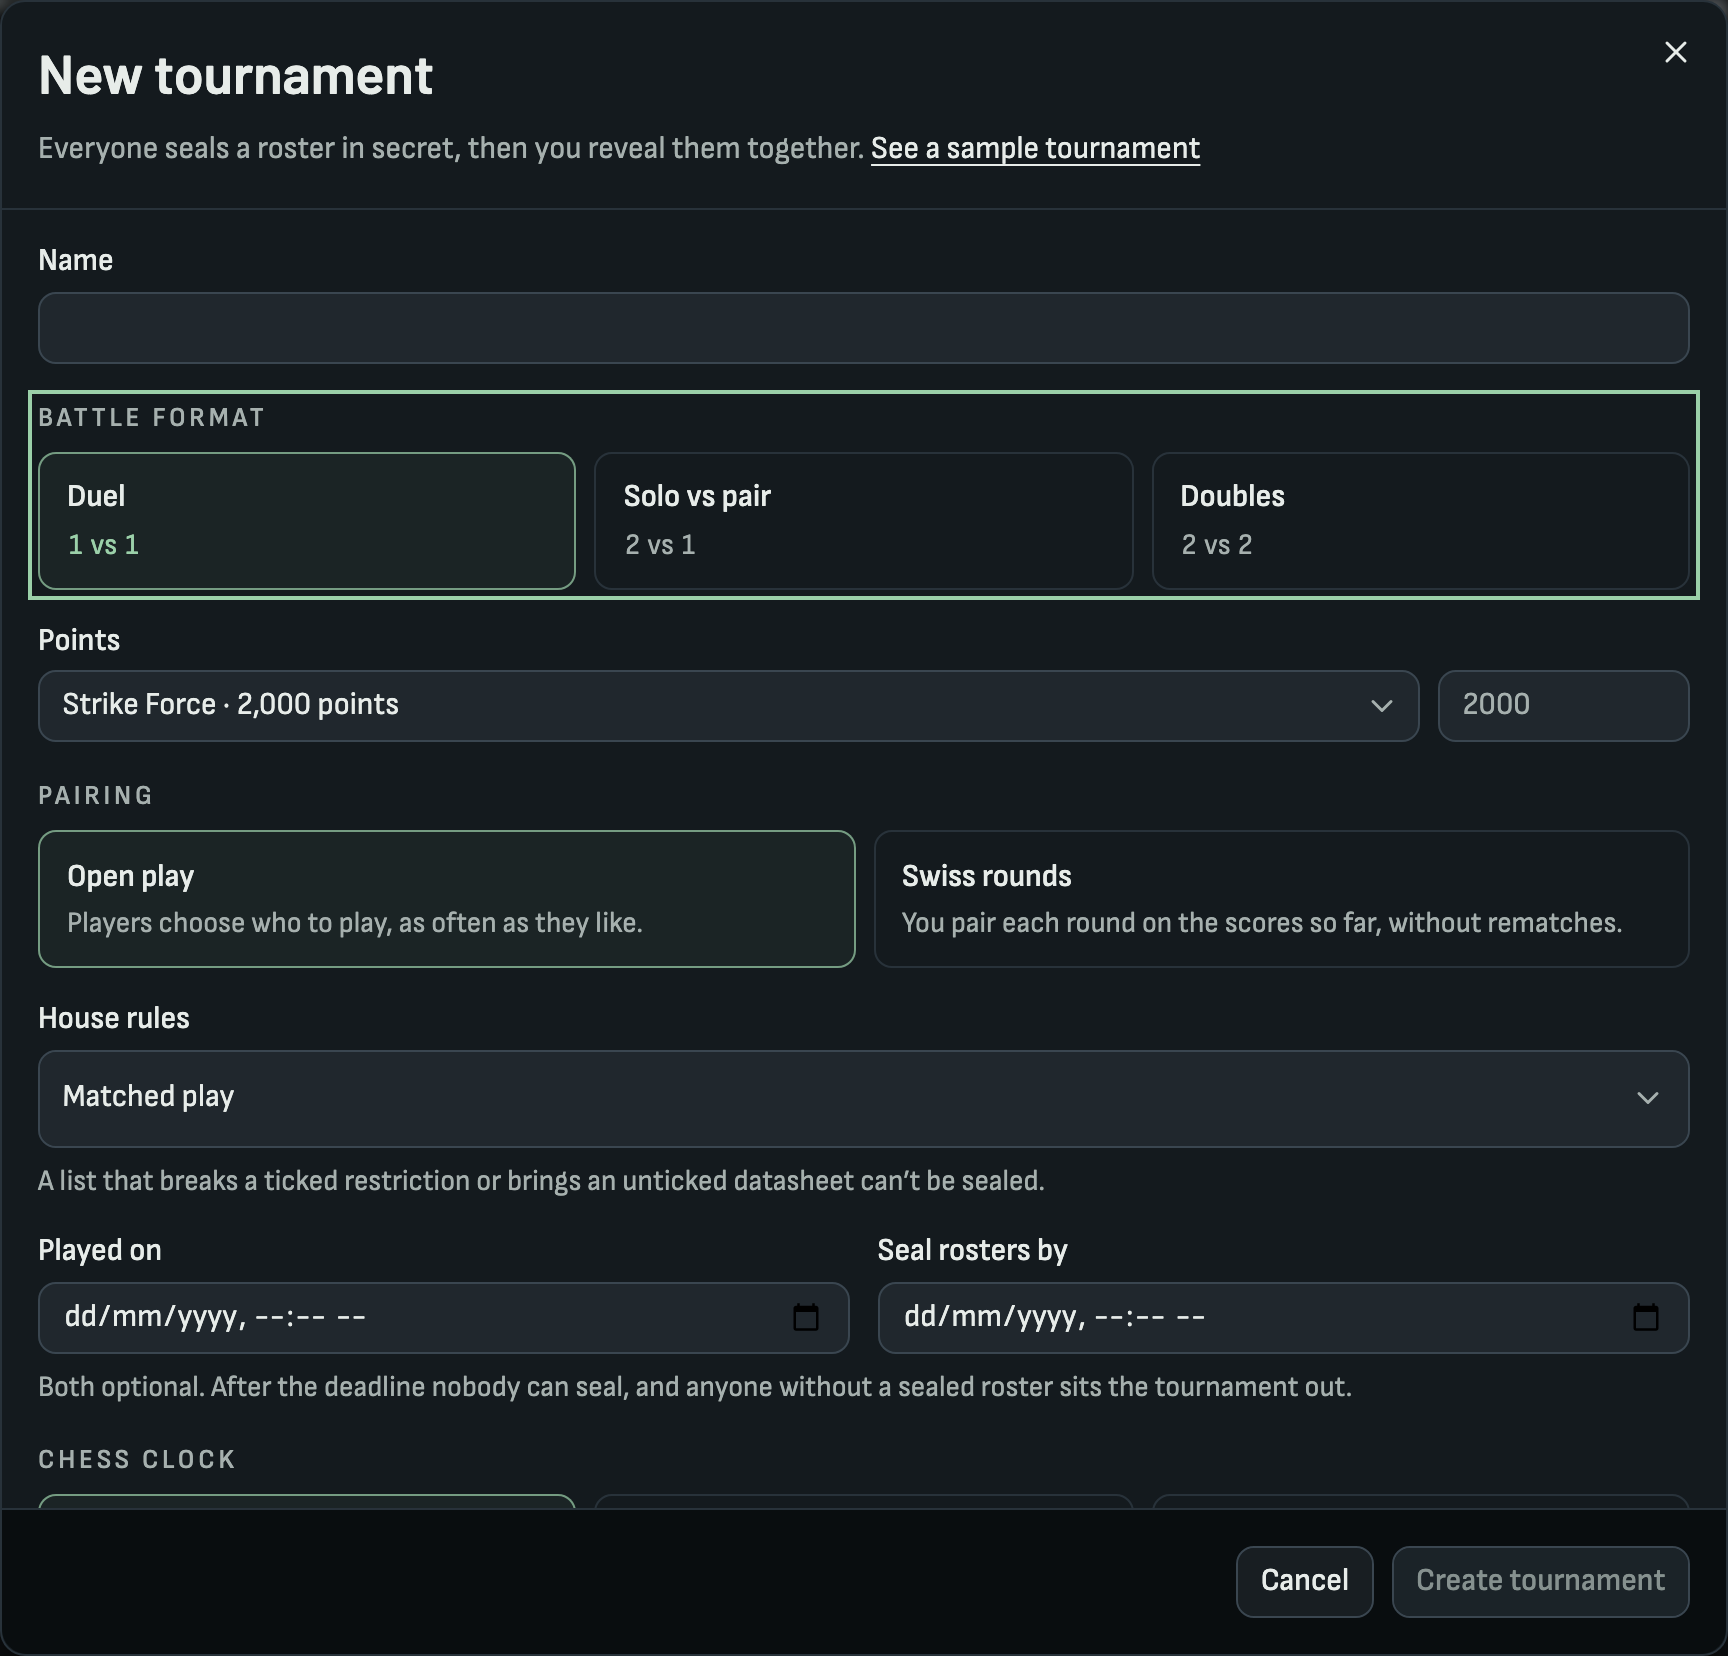 New tournament
Everyone seals a roster in secret, then you reveal them together. See a sample tournament
Name
BATTLE FORMAT
Duel
1 vs 1
Solo vs pair
2 vs 1
Doubles
2 vs 2
Points
Strike Force · 2,000 points
2000
PAIRING
Open play
Players choose who to play, as often as they like.
Swiss rounds
You pair each round on the scores so far, without rematches.
House rules
Matched play
A list that breaks a ticked restriction or brings an unticked datasheet can’t be sealed.
Played on
Seal rosters by
dd/mm/yyyy, --:-- --
dd/mm/yyyy, --:-- --
Both optional. After the deadline nobody can seal, and anyone without a sealed roster sits the tournament out.
CHESS CLOCK
Cancel
Create tournament